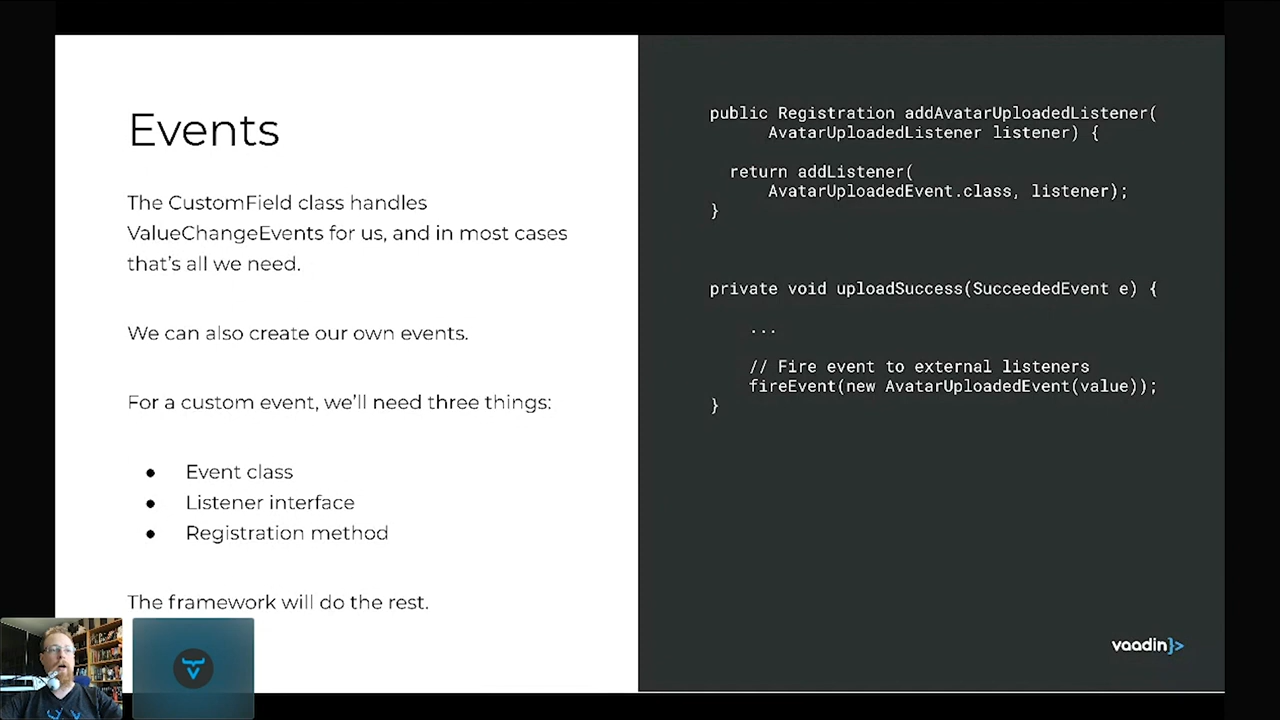 Events
The CustomField class handles
ValueChangeEvents for us, and in most cases
that's all we need.
We can also create our own events.
For a custom event, we'll need three things:
● Event class
● Listener interface
● Registration method
The framework will do the rest.
public Registration addAvatarUploadedListener(
AvatarUploadedListener listener) {
return addListener(
AvatarUploadedEvent.class, listener);
}
private void uploadSuccess(SucceededEvent e) {
...
// Fire event to external listeners
fireEvent(new AvatarUploadedEvent(value));
}
vaadin}>